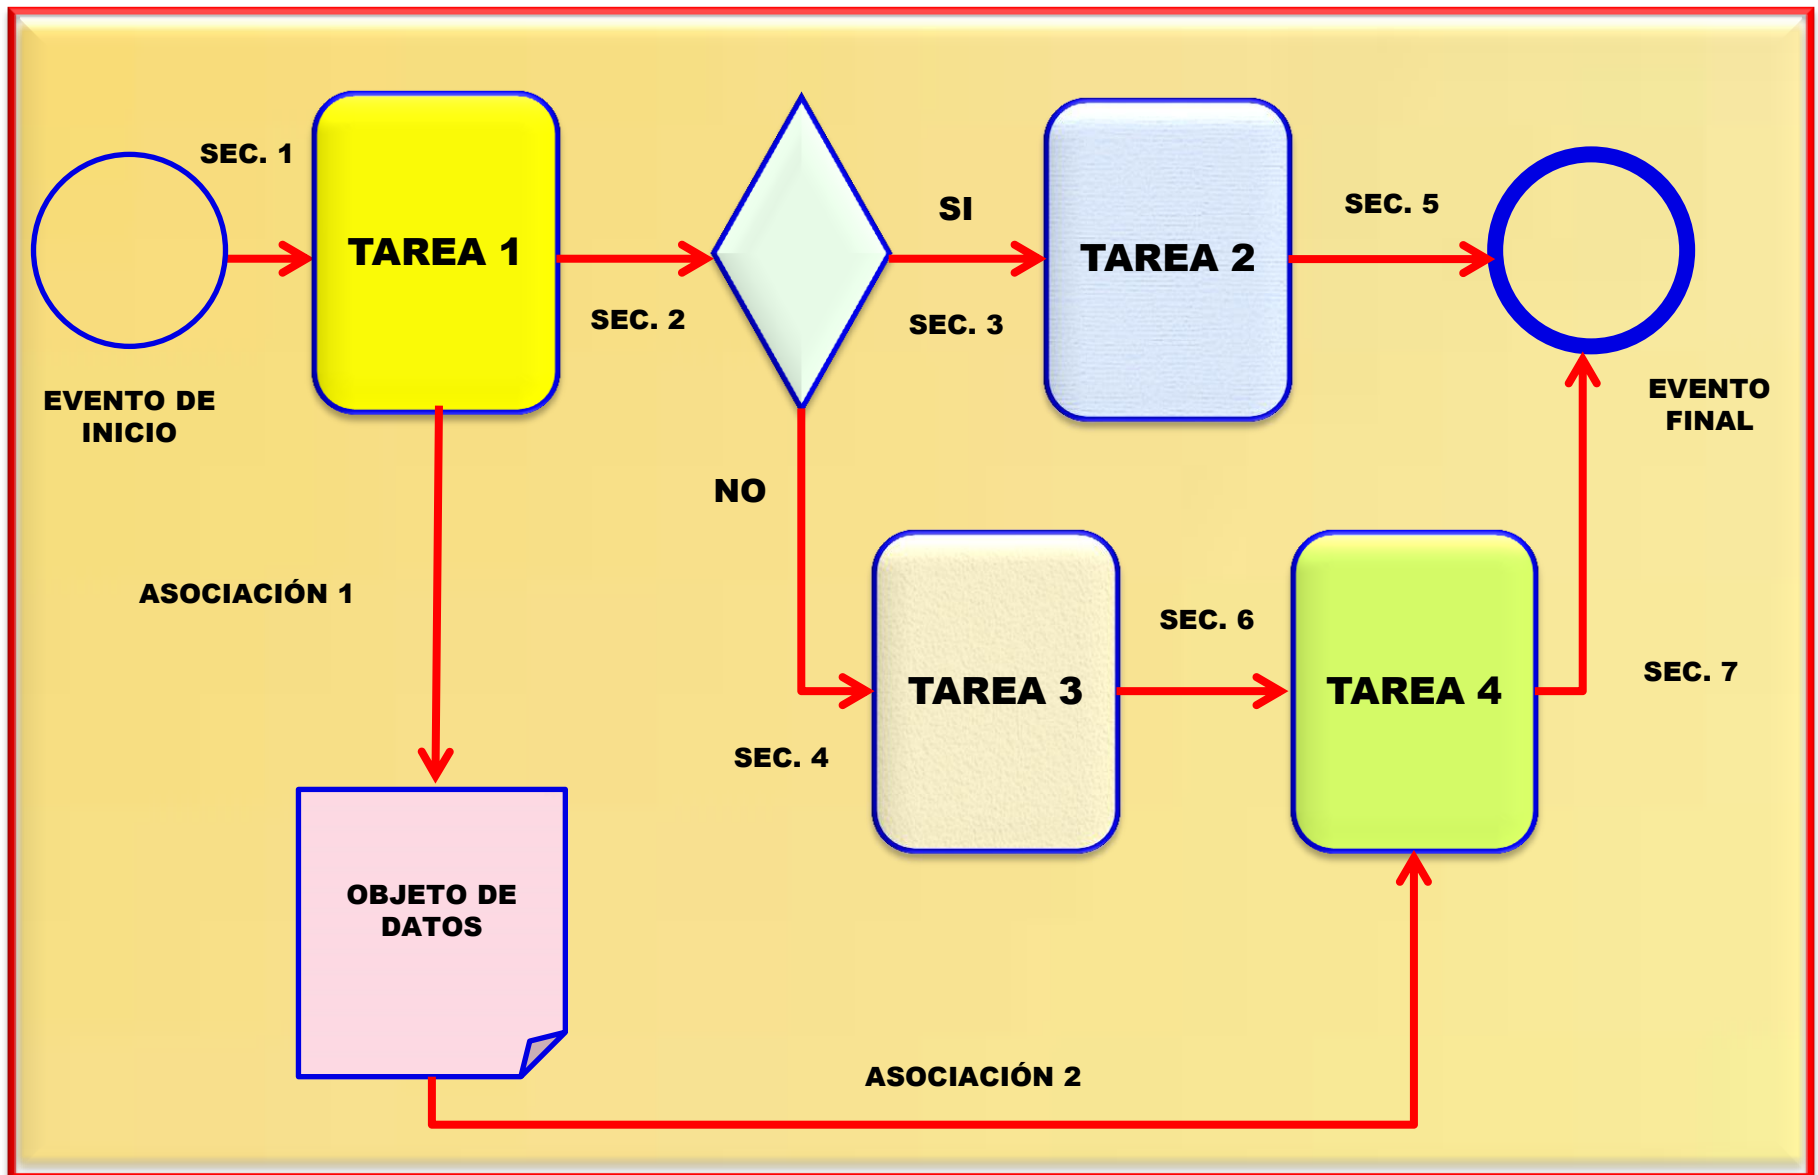 SEC. 1
TAREA 1
SEC. 2
SI
SEC. 3
TAREA 2
SEC. 5
EVENTO DE
INICIO
EVENTO
FINAL
NO
ASOCIACIÓN 1
SEC. 4
TAREA 3
SEC. 6
TAREA 4
SEC. 7
OBJETO DE
DATOS
ASOCIACIÓN 2